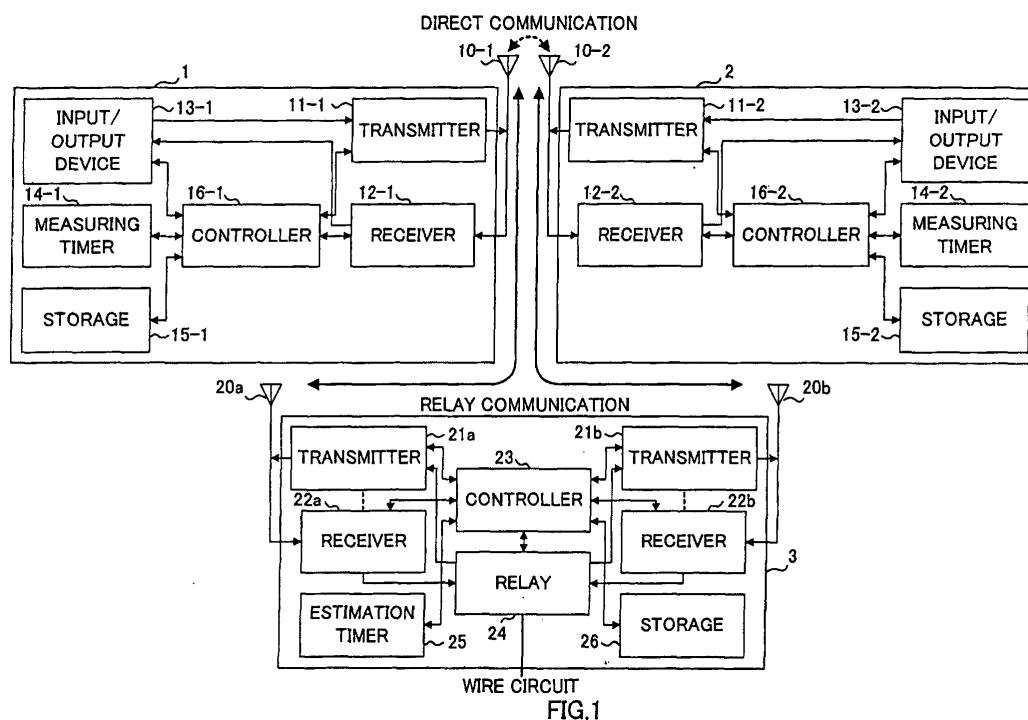 DIRECT COMMUNICATION
10-1
10-2
1
13-1
11-1
INPUT/
OUTPUT
DEVICE
TRANSMITTER
14-1
16-1
12-1
MEASURING
TIMER
CONTROLLER
RECEIVER
STORAGE
15-1
2
11-2
13-2
TRANSMITTER
INPUT/
OUTPUT
DEVICE
12-2
16-2
14-2
RECEIVER
CONTROLLER
MEASURING
TIMER
STORAGE
15-2
20a
20b
RELAY COMMUNICATION
21a
21b
TRANSMITTER
23
TRANSMITTER
CONTROLLER
22a
22b
RECEIVER
RECEIVER
3
RELAY
ESTIMATION
TIMER
25
24
26
STORAGE
WIRE CIRCUIT
FIG.1